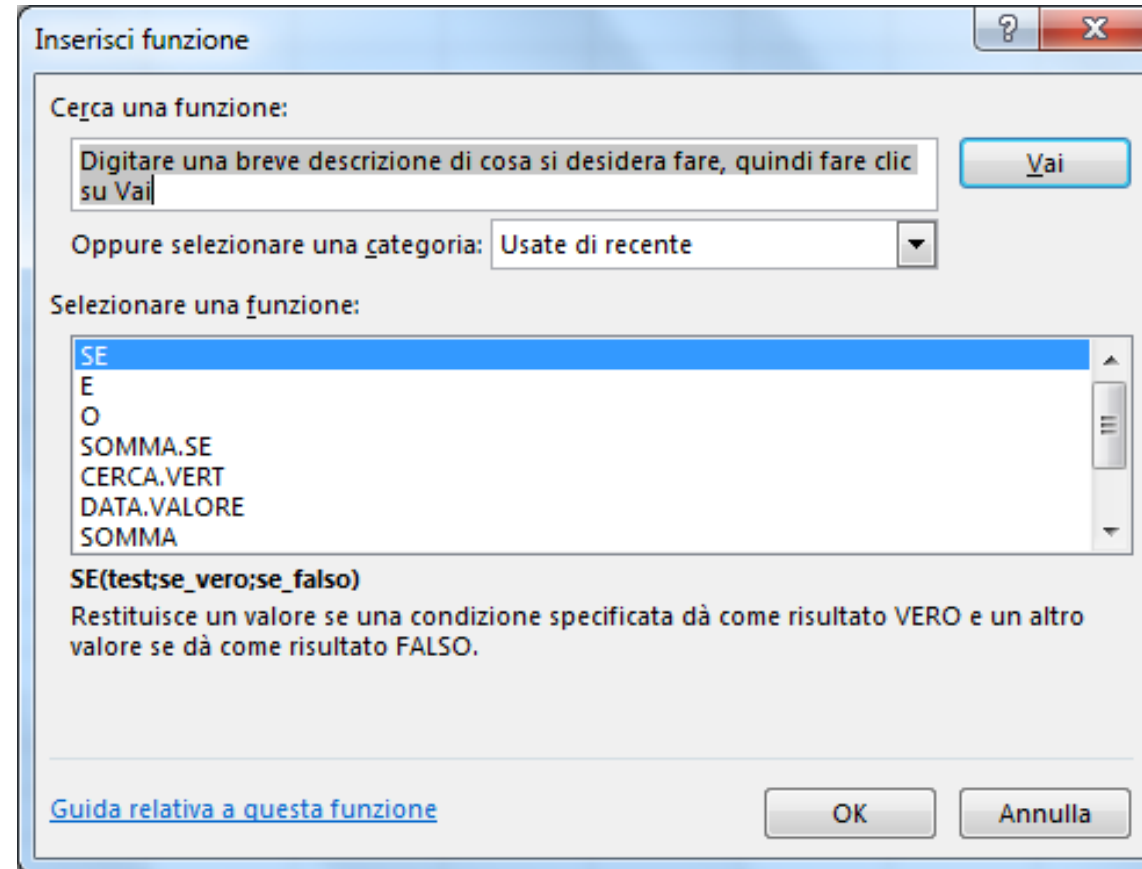 Inserisci funzione
Cerca una funzione:
Digitare una breve descrizione di cosa si desidera fare, quindi fare clic
su Vai
Vai
Oppure selezionare una categoria: Usate di recente
Selezionare una funzione:
SE
E
O
SOMMA.SE
CERCA.VERT
DATA.VALORE
SOMMA
SE(test;se_vero;se_falso)
Restituisce un valore se una condizione specificata dà come risultato VERO e un altro
valore se dà come risultato FALSO.
Guida relativa a questa funzione
OK
Annulla